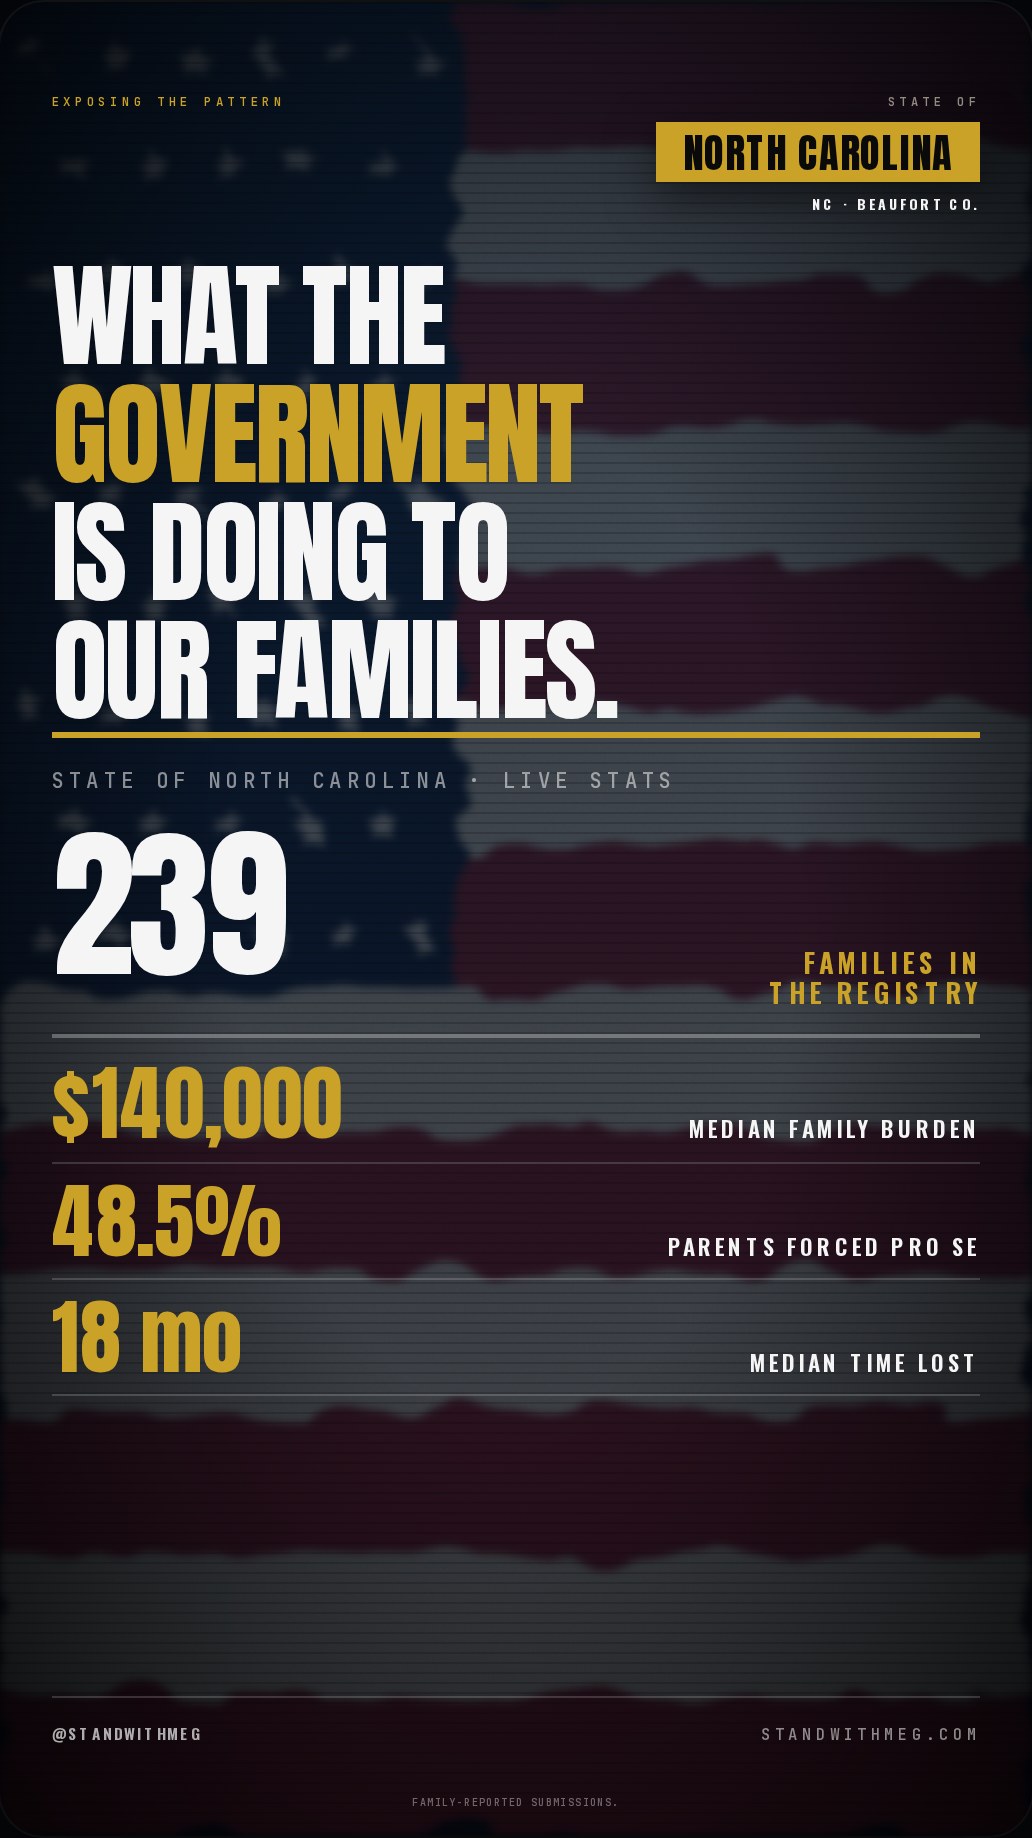 EXPOSING THE PATTERN
STATE OF
NORTH CAROLINA
NC · BEAUFORT CO.
WHAT THE
GOVERNMENT
IS DOING TO
OUR FAMILIES.
STATE OF NORTH CAROLINA · LIVE STATS
239
FAMILIES IN
THE REGISTRY
$140,000
MEDIAN FAMILY BURDEN
48.5%
PARENTS FORCED PRO SE
18 mo
MEDIAN TIME LOST
@STANDWITHMEG
STANDWITHMEG.COM
FAMILY-REPORTED SUBMISSIONS.